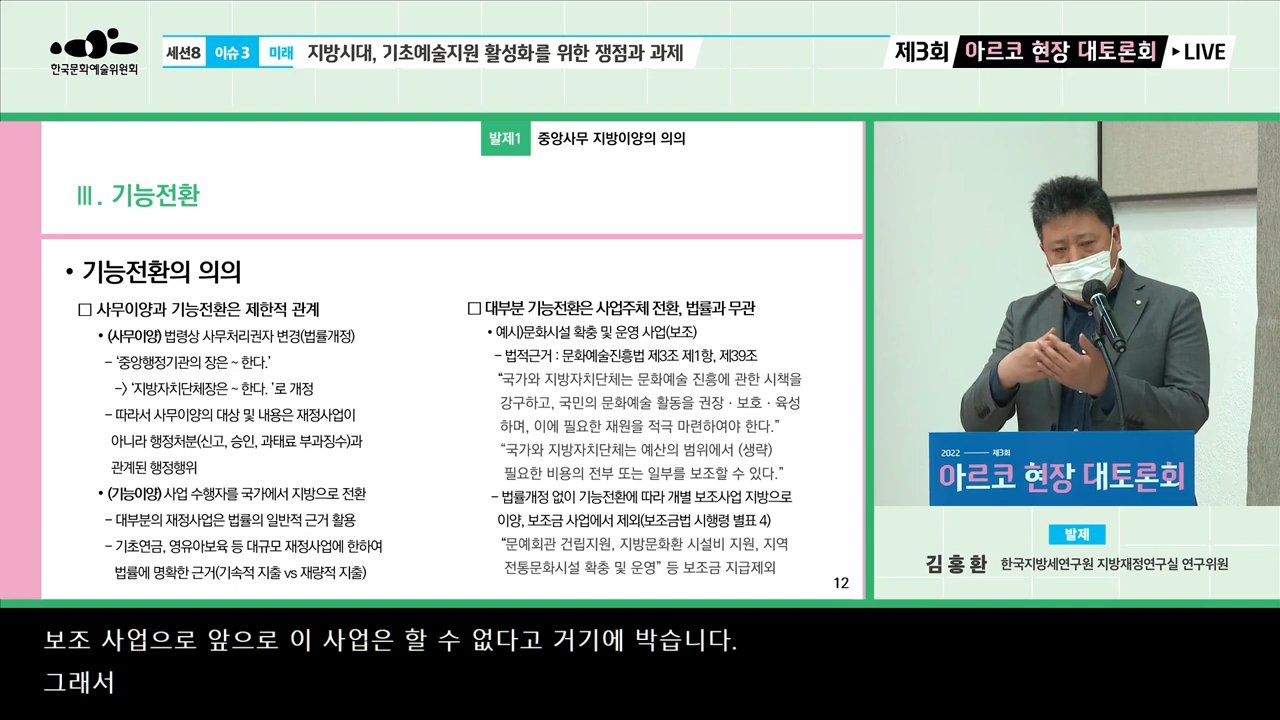 한국문화예술위원회
세션8 이슈 3 미래 지방시대, 기초예술지원 활성화를 위한 쟁점과 과제
제3회 아르코 현장 대토론회 LIVE
발제1 중앙사무 지방이양의 의의
Ⅲ. 기능전환
• 기능전환의 의의
□ 사무이양과 기능전환은 제한적 관계
• (사무이양) 법령상 사무처리권자 변경(법률개정)
– ‘중앙행정기관의 장은 ~ 한다.’
–> ‘지방자치단체장은 ~ 한다. ’로 개정
– 따라서 사무이양의 대상 및 내용은 재정사업이
아니라 행정처분(신고, 승인, 과태료 부과징수)과
관계된 행정행위
• (기능이양) 사업 수행자를 국가에서 지방으로 전환
– 대부분의 재정사업은 법률의 일반적 근거 활용
– 기초연금, 영유아보육 등 대규모 재정사업에 한하여
법률에 명확한 근거(기속적 지출 vs 재량적 지출)
□ 대부분 기능전환은 사업주체 전환, 법률과 무관
• 예시)문화시설 확충 및 운영 사업(보조)
– 법적근거 : 문화예술진흥법 제3조 제1항, 제39조
“국가와 지방자치단체는 문화예술 진흥에 관한 시책을
강구하고, 국민의 문화예술 활동을 권장 · 보호 · 육성
하며, 이에 필요한 재원을 적극 마련하여야 한다.”
“국가와 지방자치단체는 예산의 범위에서 (생략)
필요한 비용의 전부 또는 일부를 보조할 수 있다.”
– 법률개정 없이 기능전환에 따라 개별 보조사업 지방으로
이양, 보조금 사업에서 제외(보조금법 시행령 별표 4)
“문예회관 건립지원, 지방문화환 시설비 지원, 지역
전통문화시설 확충 및 운영” 등 보조금 지급제외
12
2022 제3회
아르코 현장 대토론회
발제
김홍환 한국지방세연구원 지방재정연구실 연구위원
보조 사업으로 앞으로 이 사업은 할 수 없다고 거기에 박습니다.
그래서